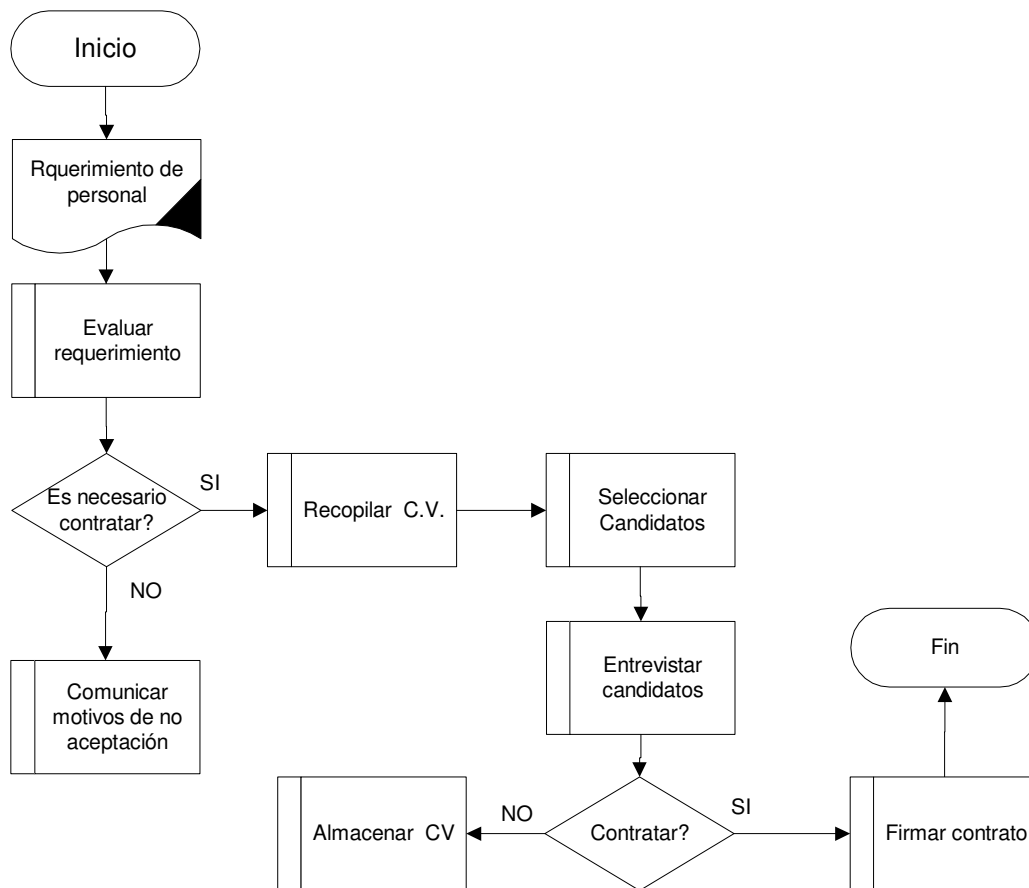 Inicio
Rquerimiento de
personal
Evaluar
requerimiento
Es necesario
contratar?
SI
Recopilar C.V.
Seleccionar
Candidatos
NO
Comunicar
motivos de no
aceptación
Entrevistar
candidatos
Fin
Almacenar CV
NO
Contratar?
SI
Firmar contrato